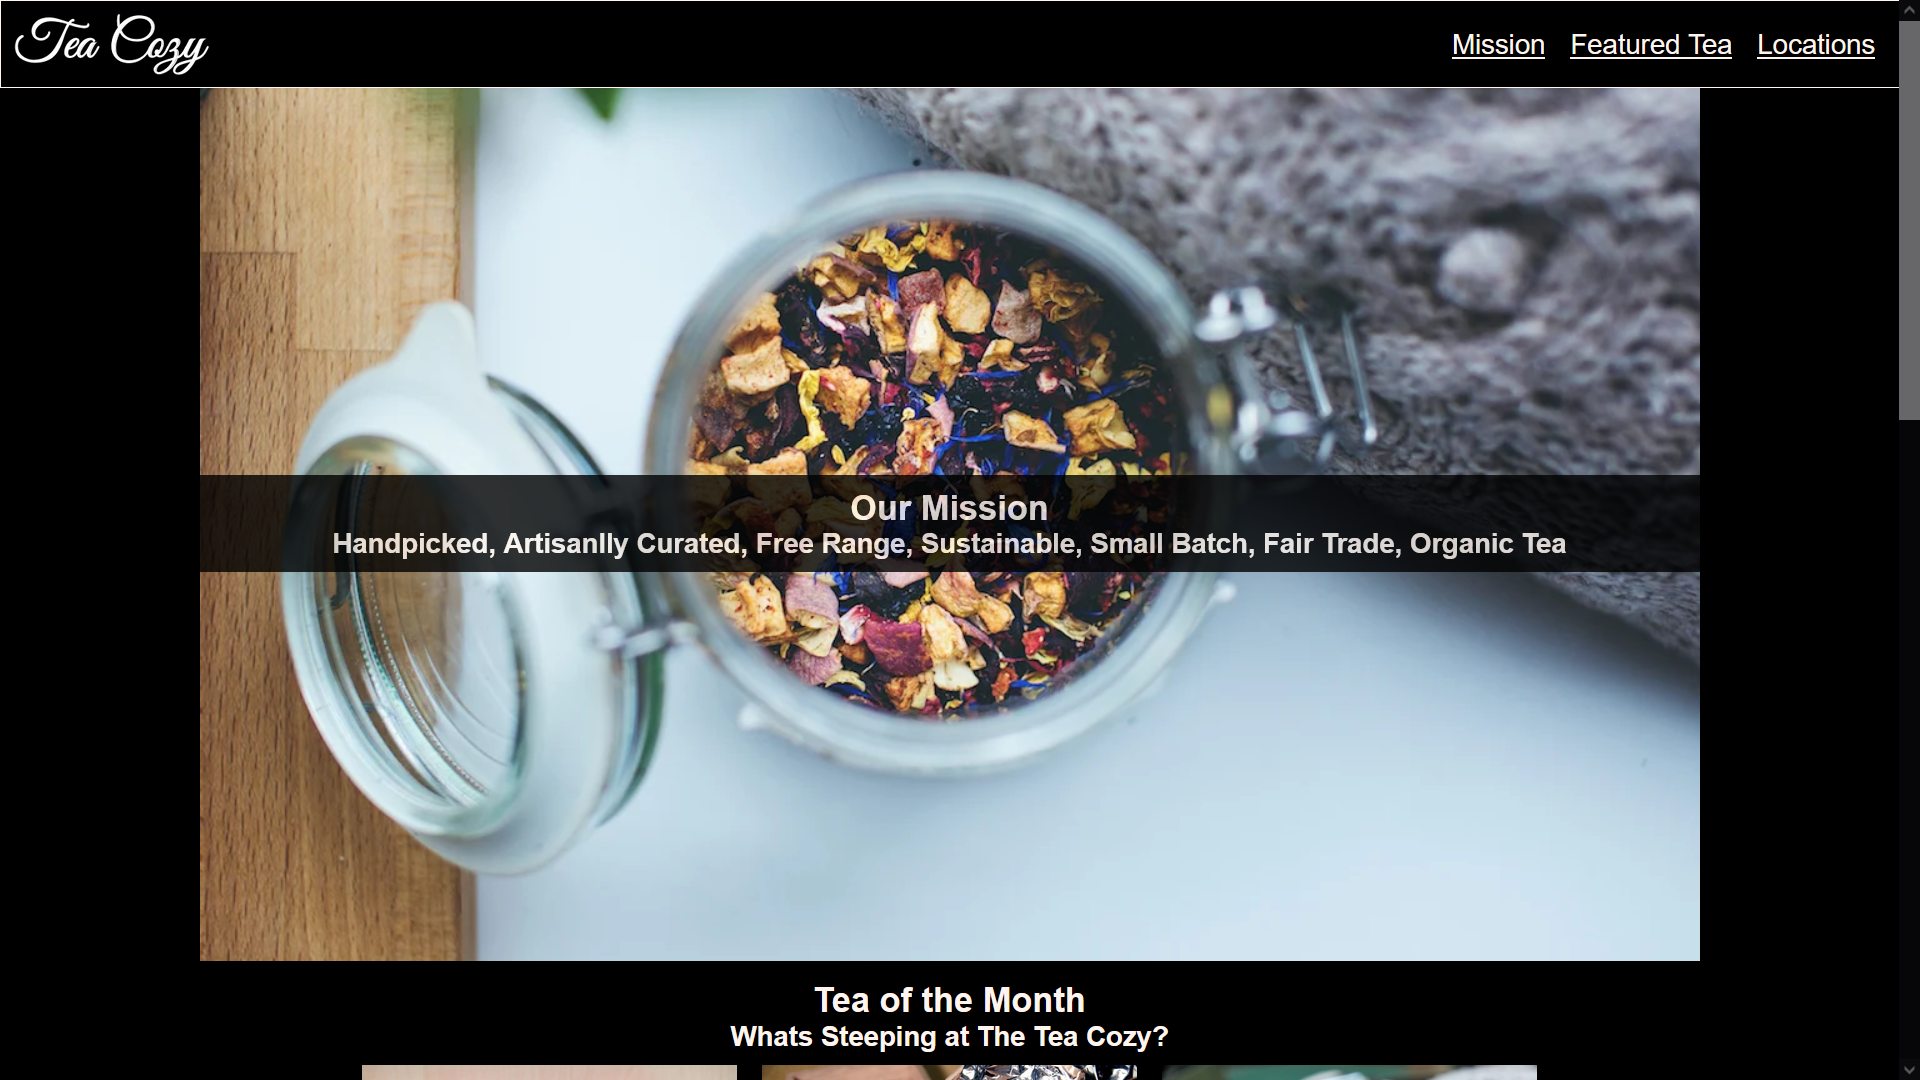 Tea Cozy
Mission Featured Tea Locations
Our Mission
Handpicked, Artisanlly Curated, Free Range, Sustainable, Small Batch, Fair Trade, Organic Tea
Tea of the Month
Whats Steeping at The Tea Cozy?